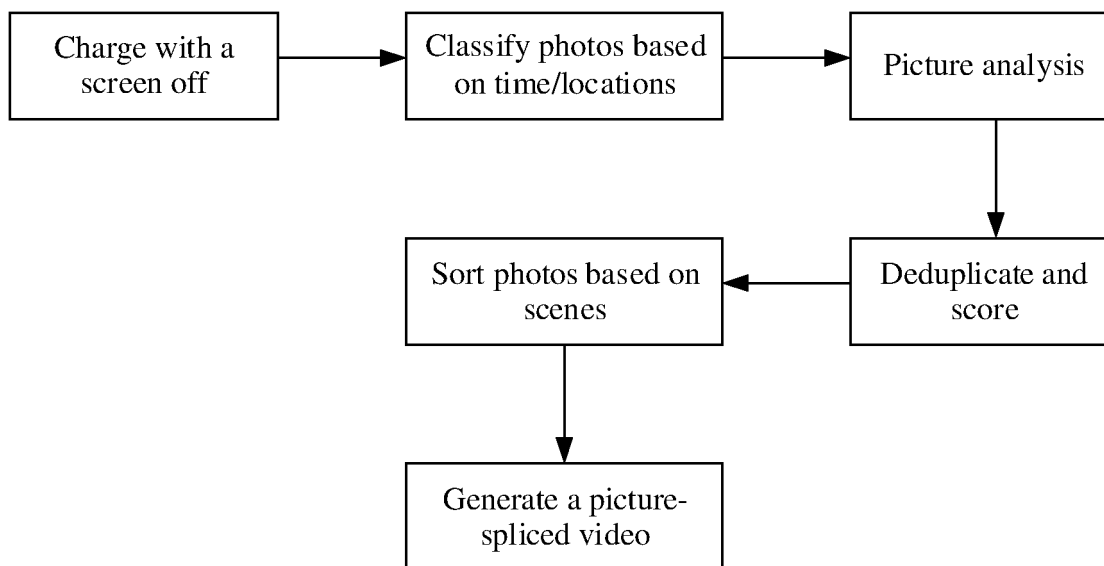 Charge with a
screen off
Classify photos based
on time/locations
Picture analysis
Deduplicate and
score
Sort photos based on
scenes
Generate a picture-
spliced video